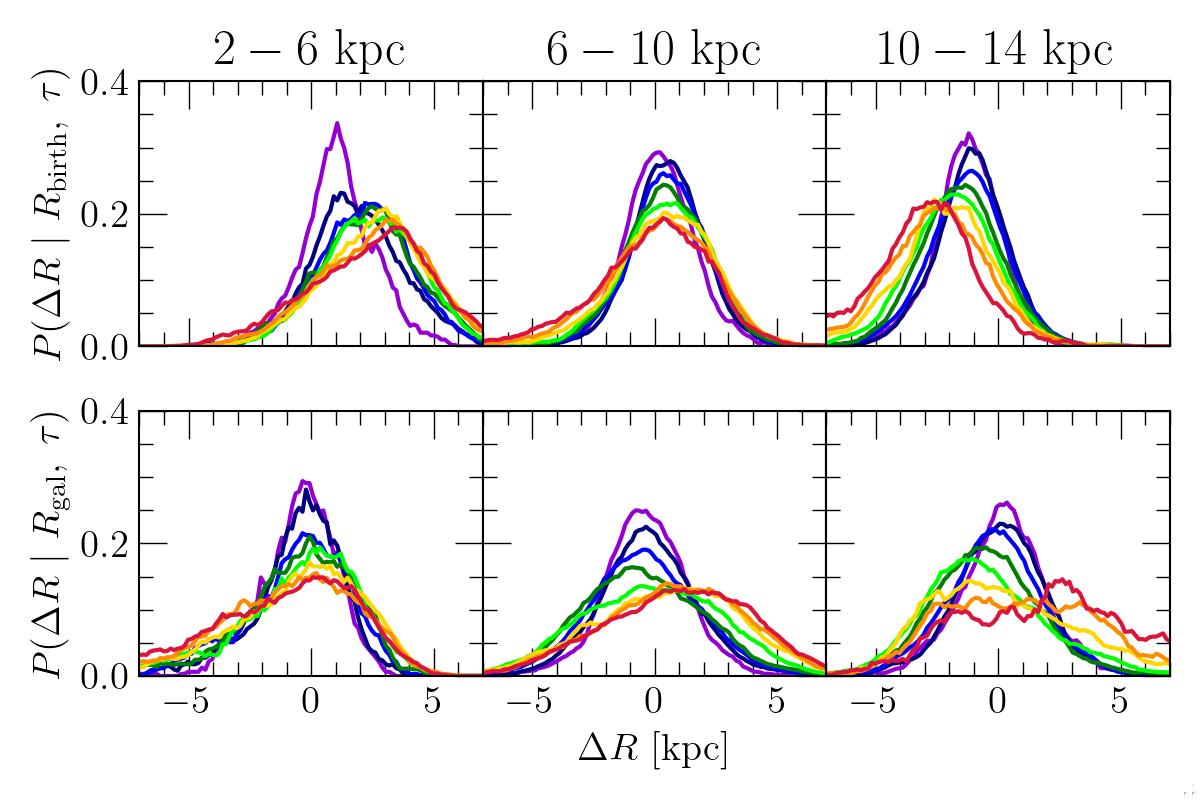 2 − 6 kpc
6 − 10 kpc
10 − 14 kpc
P(ΔR | R_birth, τ)
0.4
0.2
0.0
P(ΔR | R_gal, τ)
0.4
0.2
0.0
−5 0 5
−5 0 5
−5 0 5
ΔR [kpc]